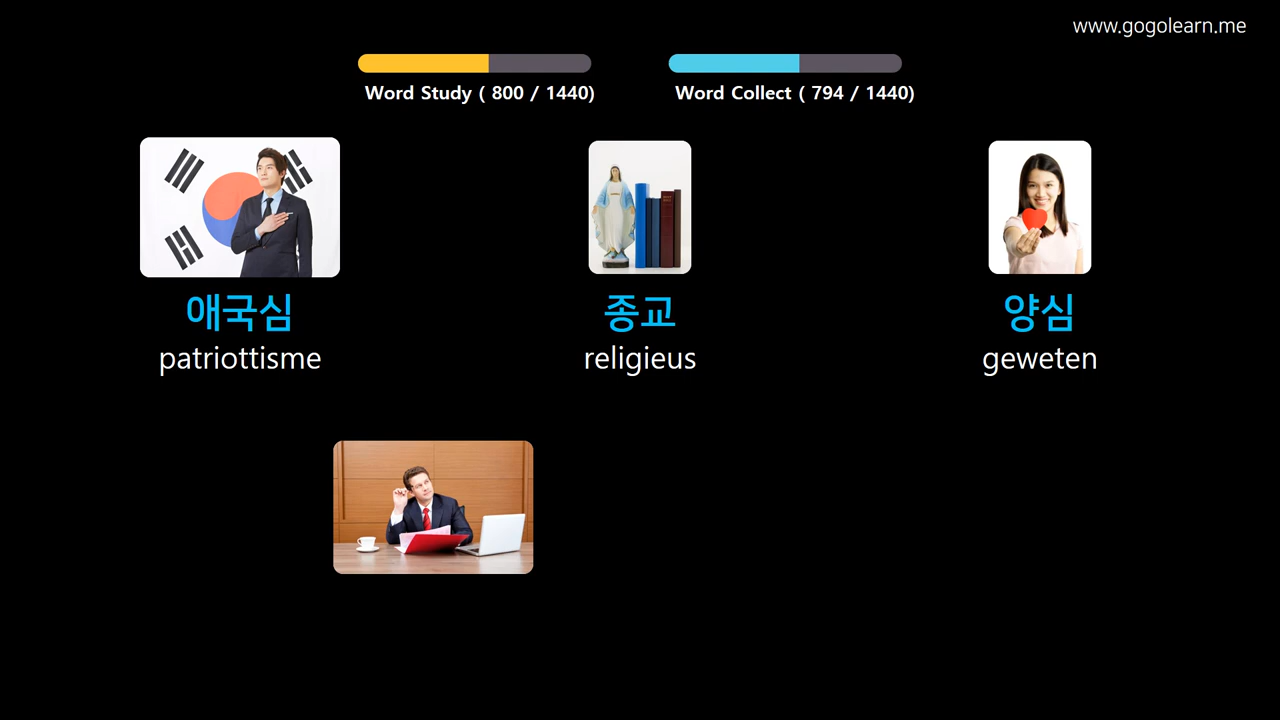 www.gogolearn.me
Word Study ( 800 / 1440)
Word Collect ( 794 / 1440)
애국심
종교
양심
patriottisme
religieus
geweten